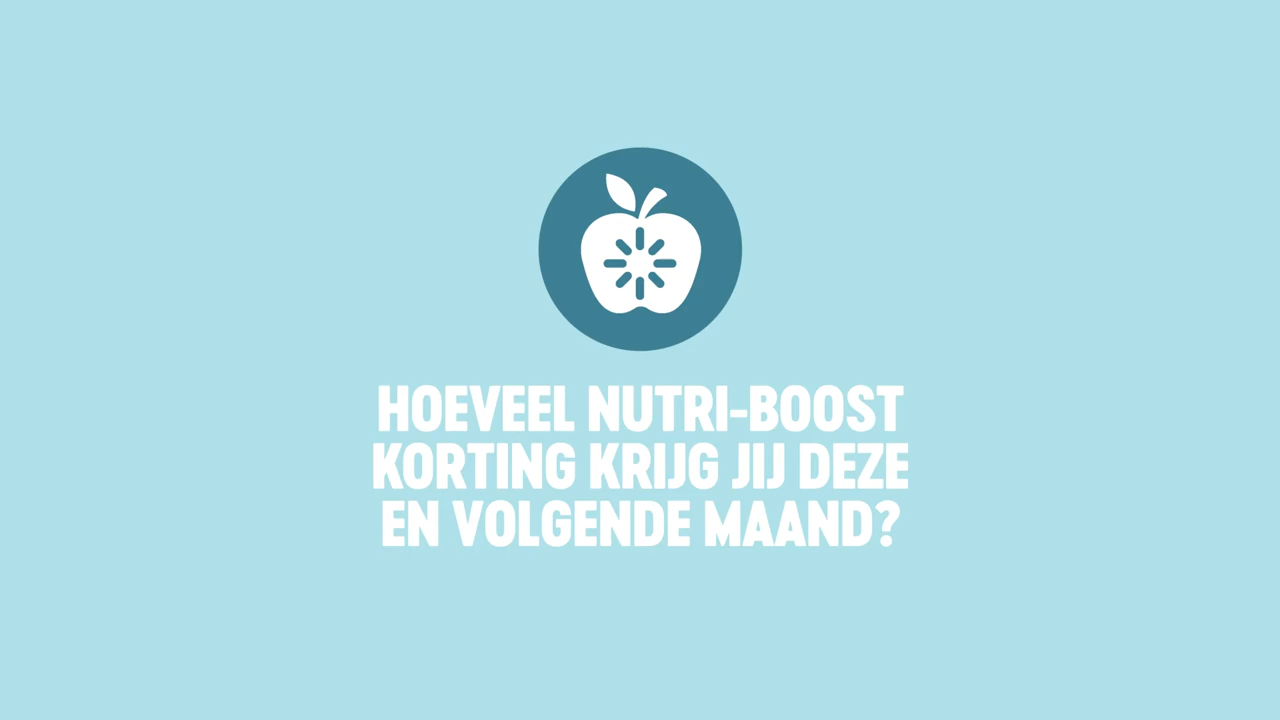 HOEVEEL NUTRI-BOOST
KORTING KRIJG JIJ DEZE
EN VOLGENDE MAAND?